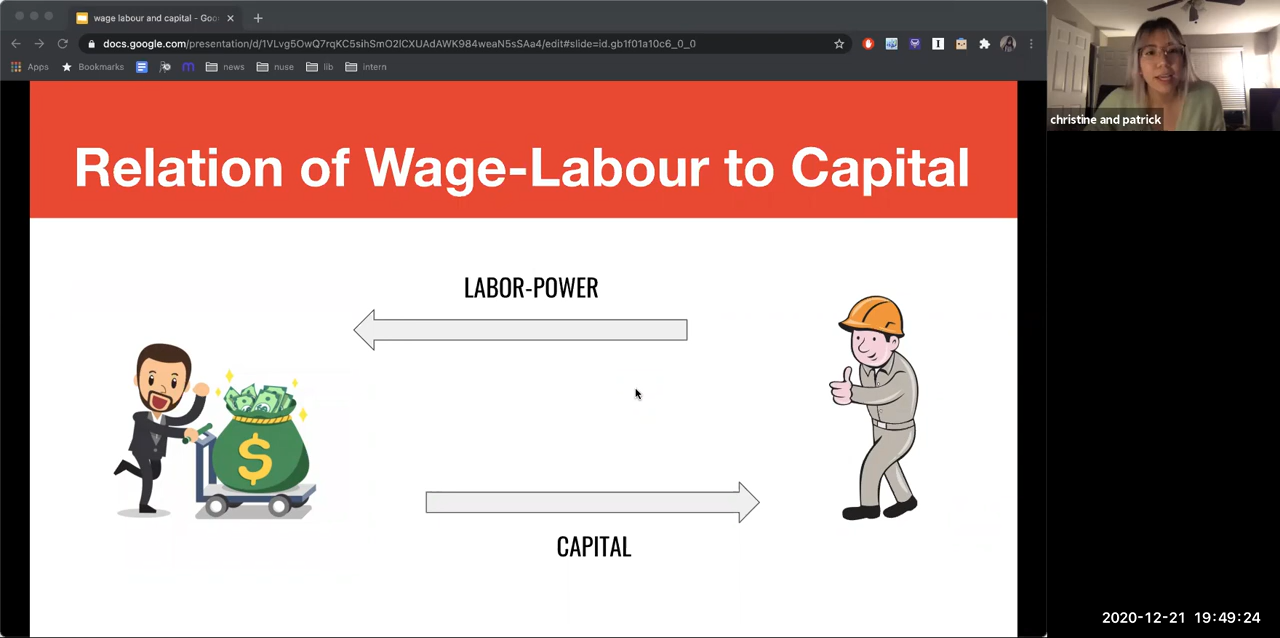 wage labour and capital - Goo
docs.google.com/presentation/d/1VLvg5OwQ7rqKC5sihSmO2lCXUAdAWK984weaN5sSAa4/edit#slide=id.gb1f01a10c6_0_0
Apps Bookmarks news nuse lib intern
christine and patrick
Relation of Wage-Labour to Capital
LABOR-POWER
$
CAPITAL
2020-12-21 19:49:24